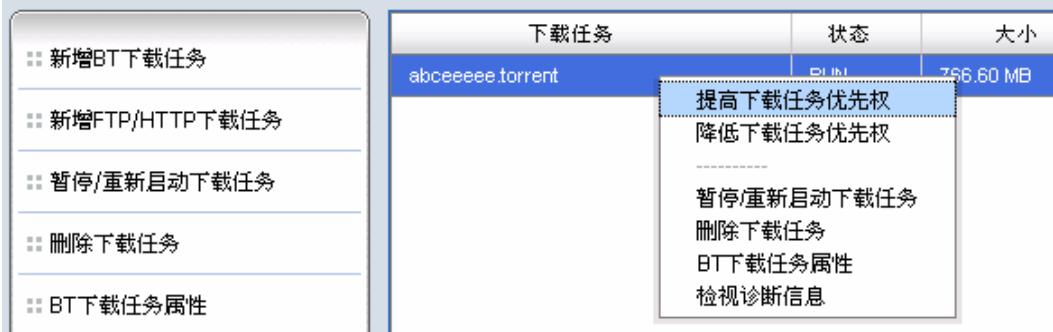 新增BT下载任务
新增FTP/HTTP下载任务
暂停/重新启动下载任务
删除下载任务
BT下载任务属性
下载任务 状态 大小
abceeeee.torrent RUN 766.60 MB
提高下载任务优先权
降低下载任务优先权
----------
暂停/重新启动下载任务
删除下载任务
BT下载任务属性
检视诊断信息